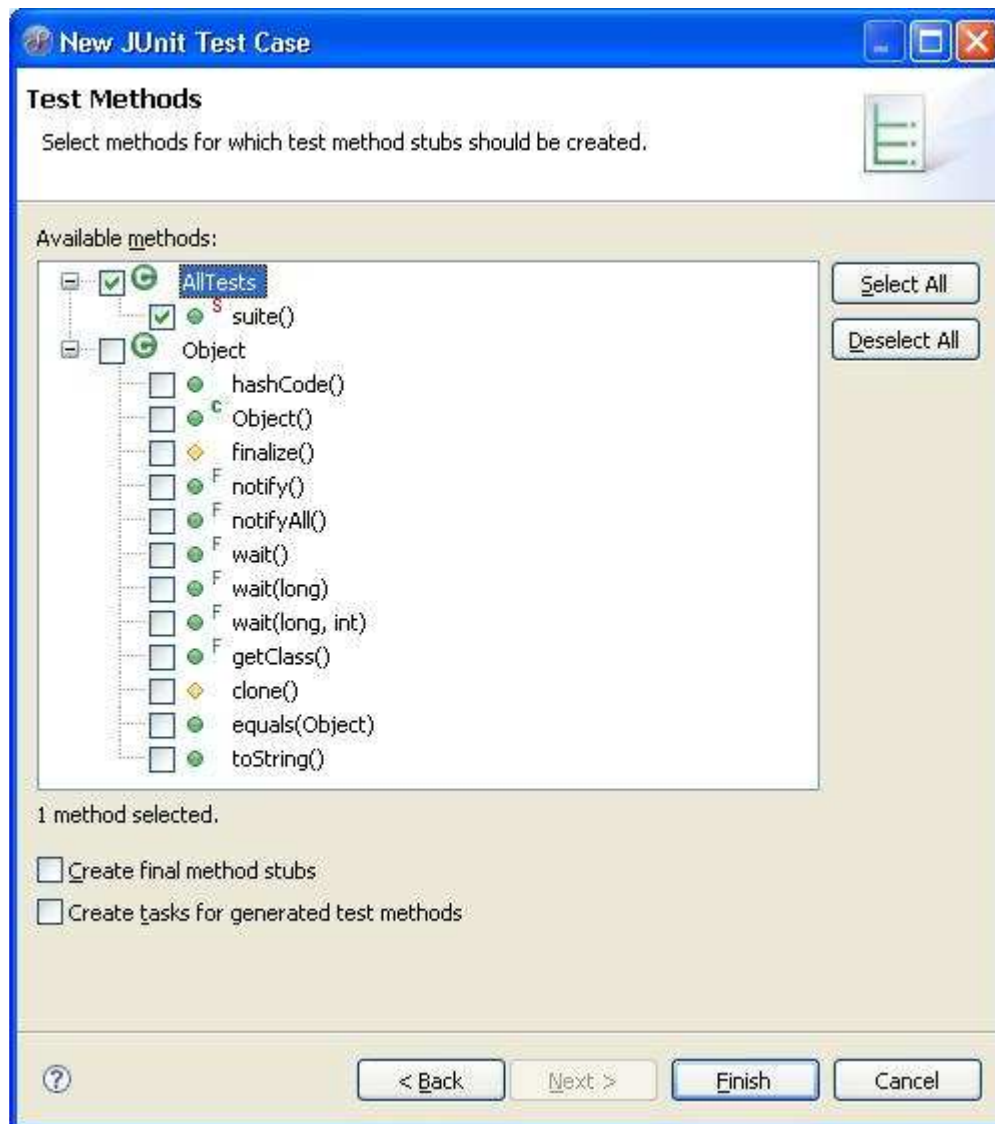 New JUnit Test Case
Test Methods
Select methods for which test method stubs should be created.
Available methods:
AllTests
S suite()
Object
hashCode()
c Object()
finalize()
F notify()
F notifyAll()
F wait()
F wait(long)
F wait(long, int)
F getClass()
clone()
equals(Object)
toString()
Select All
Deselect All
1 method selected.
Create final method stubs
Create tasks for generated test methods
? < Back Next > Finish Cancel